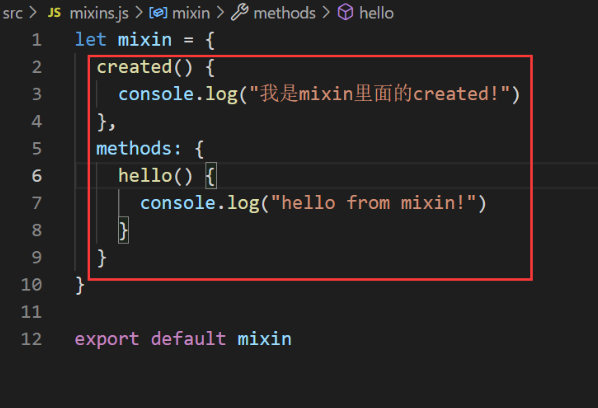 src > JS mixins.js > mixin > methods > hello
1 let mixin = {
2   created() {
3     console.log("我是mixin里面的created!")
4   },
5   methods: {
6     hello() {
7       console.log("hello from mixin!")
8     }
9   }
10 }
11
12 export default mixin